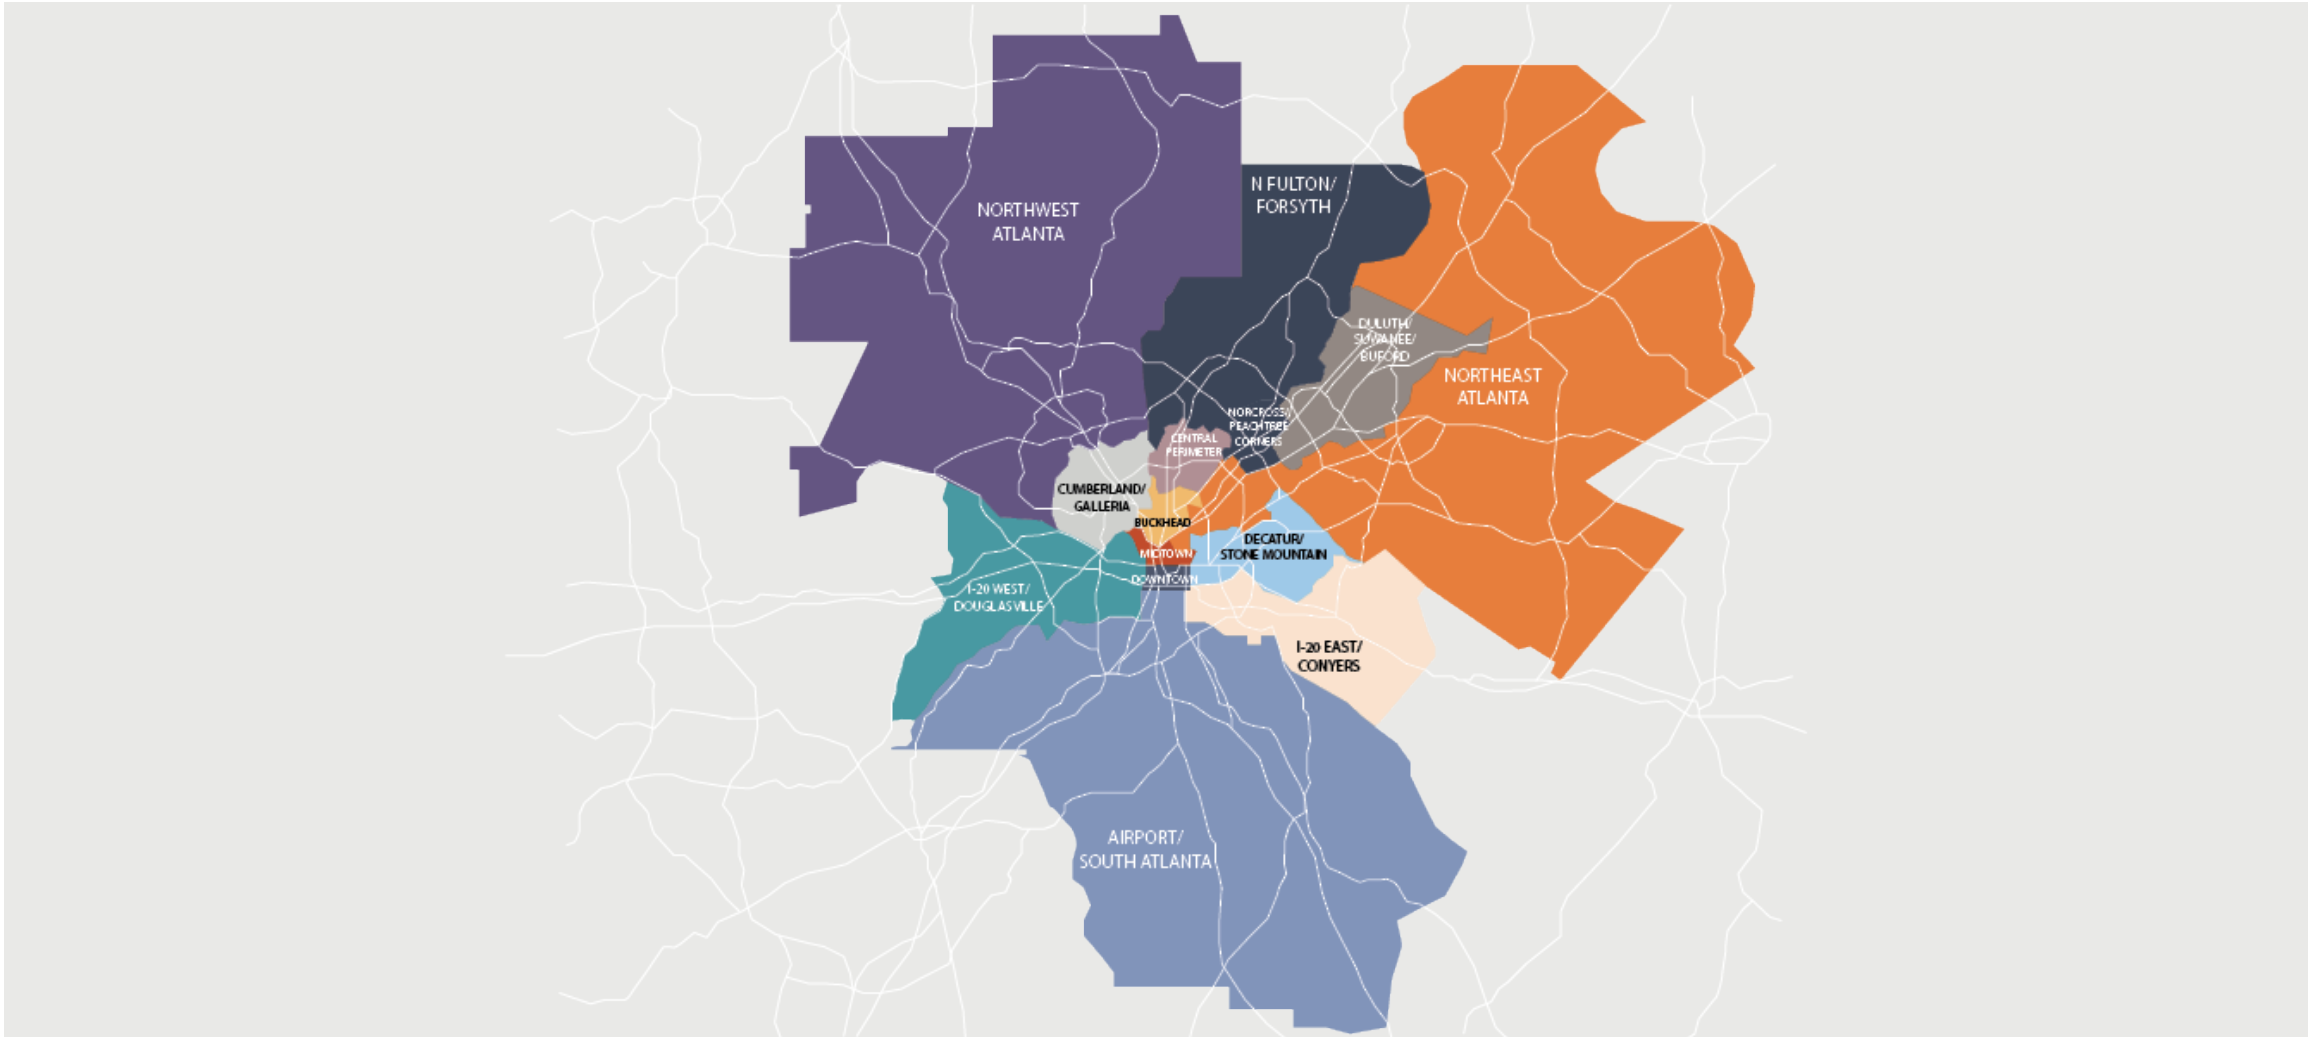 N FULTON/
FORSYTH
NORTHWEST
ATLANTA
DULUTH/
SUWANEE/
BUFORD
NORTHEAST
ATLANTA
NORCROSS/
PEACHTREE
CORNERS
CENTRAL
PERIMETER
CUMBERLAND/
GALLERIA
BUCKHEAD
DECATUR/
STONE MOUNTAIN
MIDTOWN
DOWNTOWN
I-20 WEST/
DOUGLASVILLE
I-20 EAST/
CONYERS
AIRPORT/
SOUTH ATLANTA